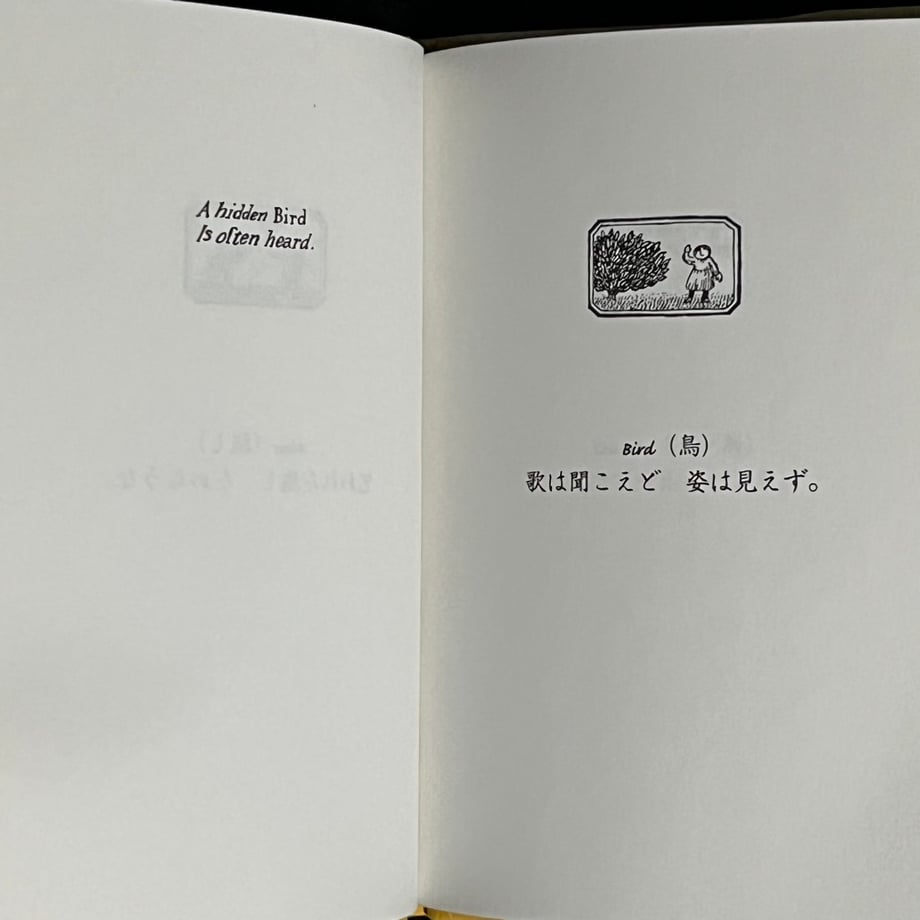 A hidden Bird
Is often heard.
Bird（鳥）
歌は聞こえど　姿は見えず。